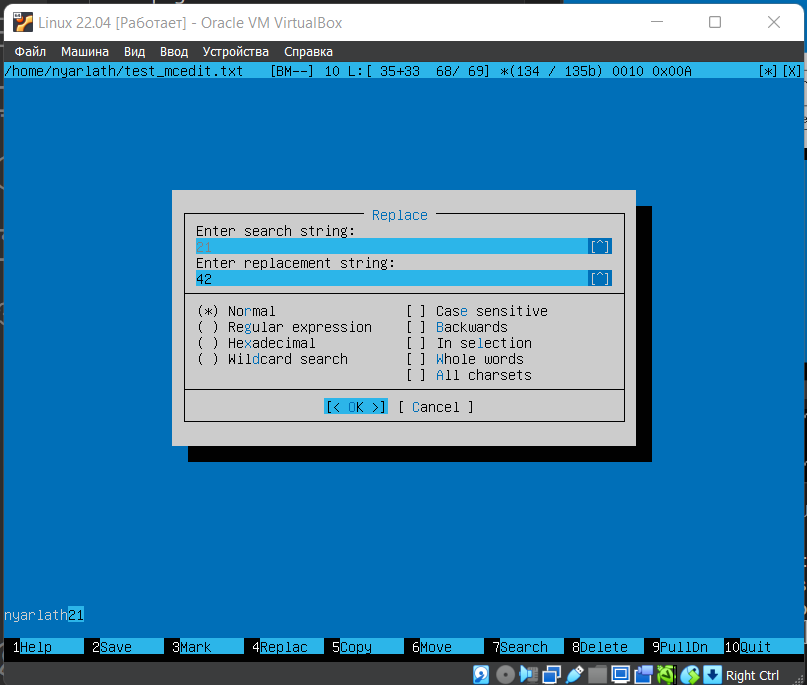 Linux 22.04 [Работает] - Oracle VM VirtualBox
Файл Машина Вид Ввод Устройства Справка
/home/nyarlath/test_mcedit.txt [BM--] 10 L:[ 35+33 68/ 69] *(134 / 135b) 0010 0x00A [*][X]
Replace
Enter search string:
21 [^]
Enter replacement string:
42 [^]
(*) Normal [ ] Case sensitive
( ) Regular expression [ ] Backwards
( ) Hexadecimal [ ] In selection
( ) Wildcard search [ ] Whole words
[ ] All charsets
[< OK >] [ Cancel ]
nyarlath21
1Help 2Save 3Mark 4Replac 5Copy 6Move 7Search 8Delete 9PullDn 10Quit
Right Ctrl